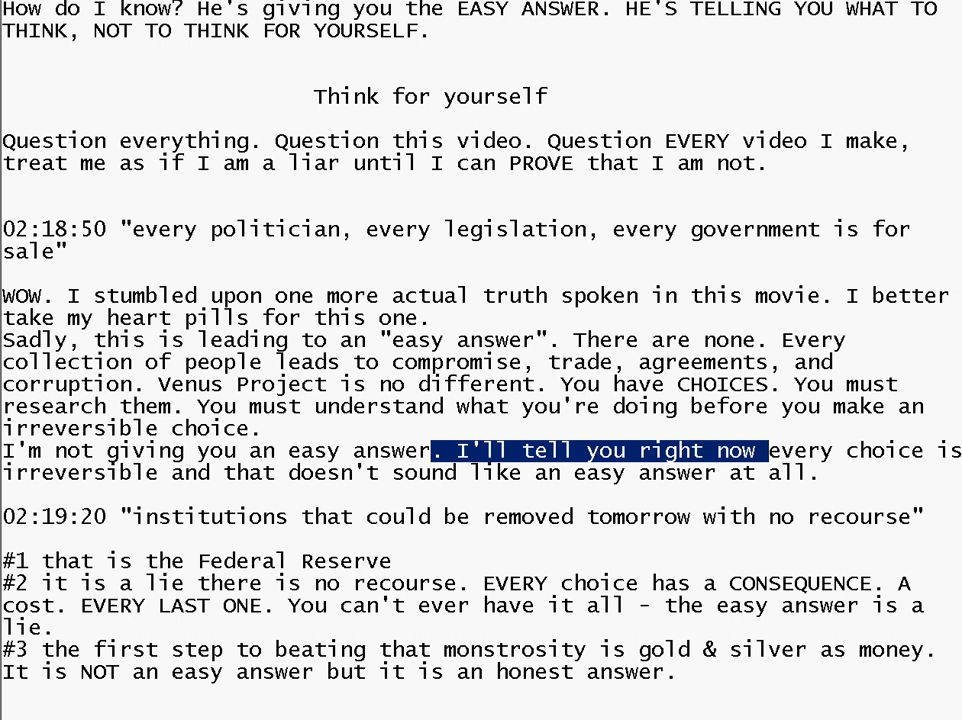 How do I know? He's giving you the EASY ANSWER. HE'S TELLING YOU WHAT TO
THINK, NOT TO THINK FOR YOURSELF.
Think for yourself
Question everything. Question this video. Question EVERY video I make,
treat me as if I am a liar until I can PROVE that I am not.
02:18:50 "every politician, every legislation, every government is for
sale"
WOW. I stumbled upon one more actual truth spoken in this movie. I better
take my heart pills for this one.
Sadly, this is leading to an "easy answer". There are none. Every
collection of people leads to compromise, trade, agreements, and
corruption. Venus Project is no different. You have CHOICES. You must
research them. You must understand what you're doing before you make an
irreversible choice.
I'm not giving you an easy answer. I'll tell you right now every choice is
irreversible and that doesn't sound like an easy answer at all.
02:19:20 "institutions that could be removed tomorrow with no recourse"
#1 that is the Federal Reserve
#2 it is a lie there is no recourse. EVERY choice has a CONSEQUENCE. A
cost. EVERY LAST ONE. You can't ever have it all - the easy answer is a
lie.
#3 the first step to beating that monstrosity is gold & silver as money.
It is NOT an easy answer but it is an honest answer.